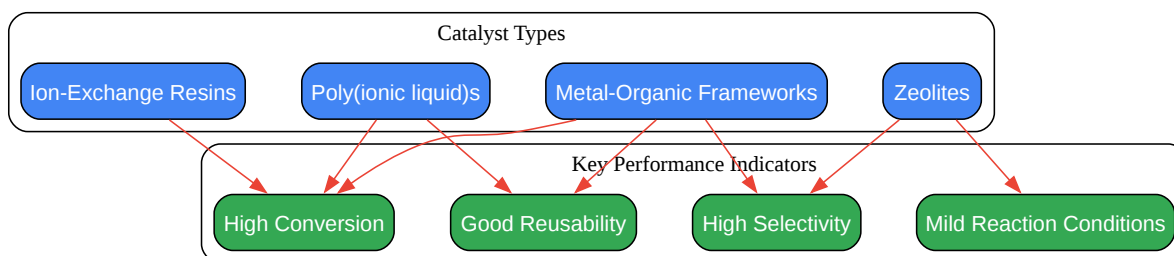 Catalyst Types
Ion-Exchange Resins
Poly(ionic liquid)s
Metal-Organic Frameworks
Zeolites
Key Performance Indicators
High Conversion
Good Reusability
High Selectivity
Mild Reaction Conditions